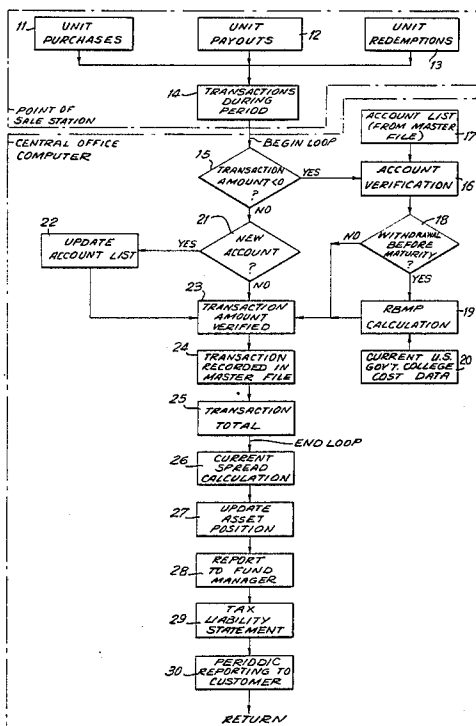 11
UNIT
PURCHASES
UNIT
PAYOUTS
12
UNIT
REDEMPTIONS
13
14
TRANSACTIONS
DURING
PERIOD
POINT OF
SALE STATION
CENTRAL OFFICE
COMPUTER
BEGIN LOOP
ACCOUNT LIST
(FROM MASTER
FILE)
17
15
TRANSACTION
AMOUNT<0
?
YES
NO
ACCOUNT
VERIFICATION
16
22
UPDATE
ACCOUNT LIST
YES
21
NEW
ACCOUNT
?
NO
18
WITHDRAWAL
BEFORE
MATURITY
?
NO
YES
23
TRANSACTION
AMOUNT
VERIFIED
RBMP
CALCULATION
19
24
TRANSACTION
RECORDED IN
MASTER FILE
CURRENT U.S.
GOV'T. COLLEGE
COST DATA
20
25
TRANSACTION
TOTAL
END LOOP
26
CURRENT
SPREAD
CALCULATION
27
UPDATE
ASSET
POSITION
28
REPORT
TO FUND
MANAGER
29
TAX
LIABILITY
STATEMENT
30
PERIODIC
REPORTING TO
CUSTOMER
RETURN